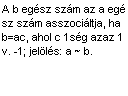 A b egész szám az a egé
sz szám asszociáltja, ha
b=ac, ahol c 1ség azaz 1
v. -1; jelölés: a ~ b.